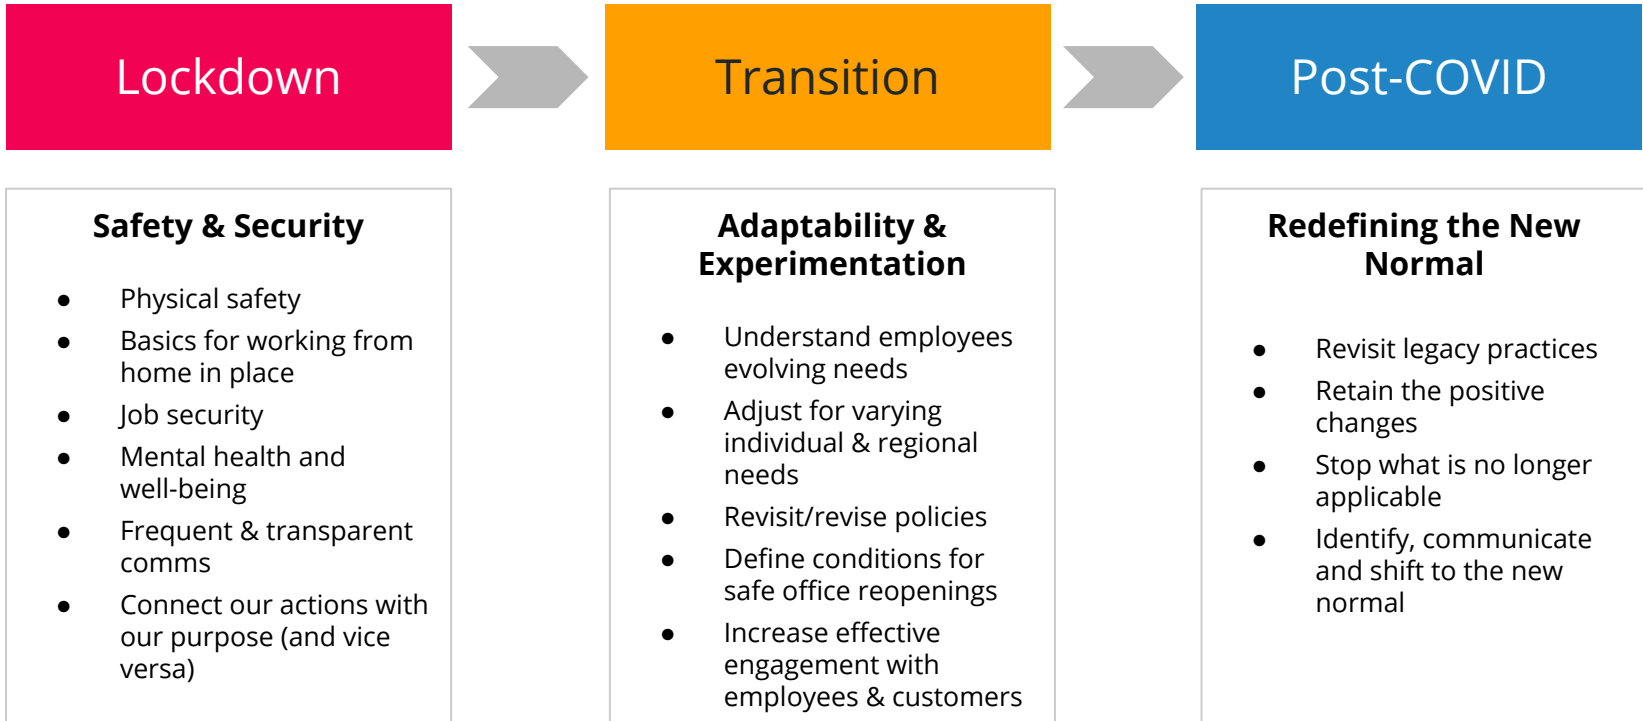 Lockdown
Transition
Post-COVID
Safety & Security
● Physical safety
● Basics for working from
home in place
● Job security
● Mental health and
well-being
● Frequent & transparent
comms
● Connect our actions with
our purpose (and vice
versa)
Adaptability &
Experimentation
● Understand employees
evolving needs
● Adjust for varying
individual & regional
needs
● Revisit/revise policies
● Define conditions for
safe office reopenings
● Increase effective
engagement with
employees & customers
Redefining the New
Normal
● Revisit legacy practices
● Retain the positive
changes
● Stop what is no longer
applicable
● Identify, communicate
and shift to the new
normal